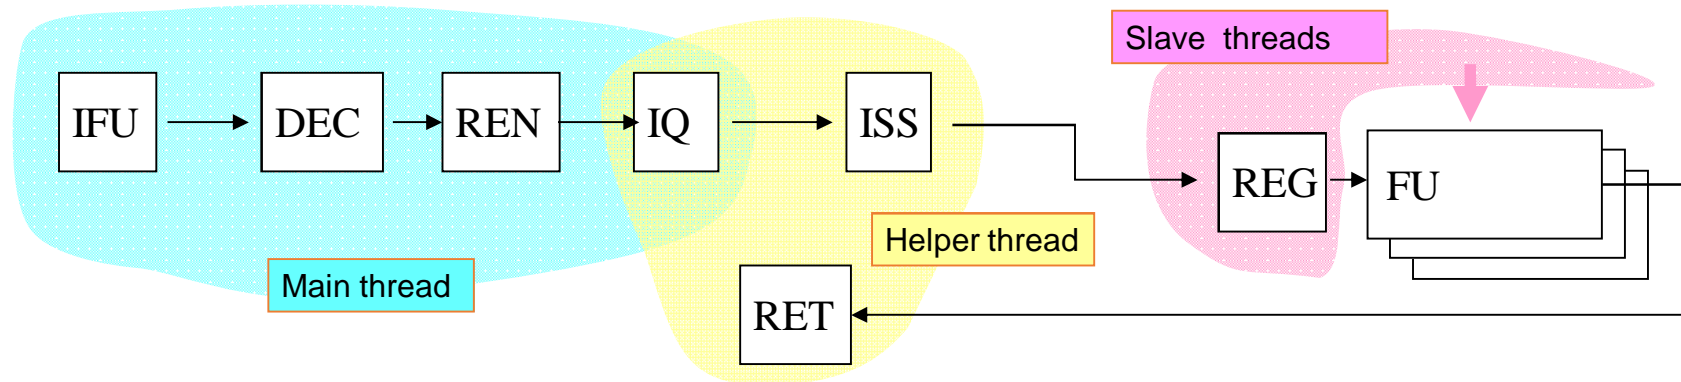 Slave threads
IFU
DEC
REN
IQ
ISS
REG
FU
Helper thread
Main thread
RET